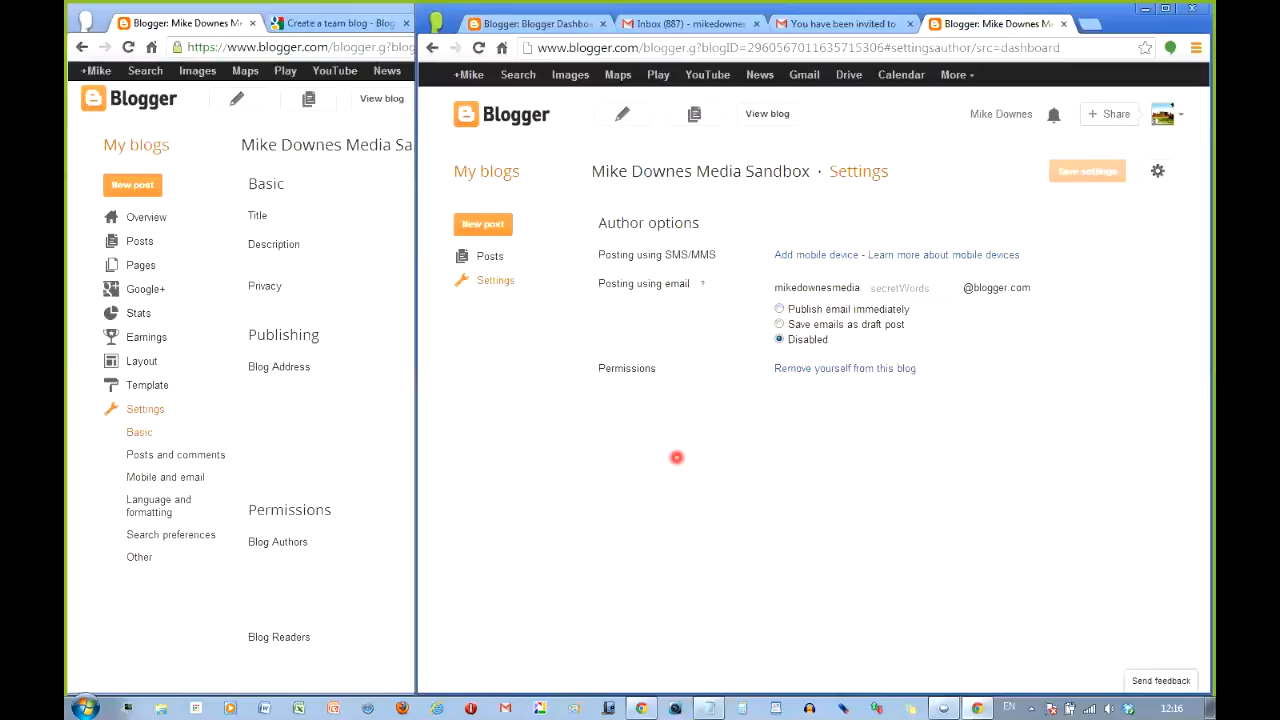 Blogger: Mike Downes M
Create a team blog - Blog
https://www.blogger.com/blogger.g?blog
+Mike Search Images Maps Play YouTube News
Blogger
View blog
My blogs
Mike Downes Media Sa
New post
Basic
Overview
Title
Posts
Description
Pages
Google+
Privacy
Stats
Earnings
Publishing
Layout
Blog Address
Template
Settings
Basic
Posts and comments
Mobile and email
Language and
formatting
Permissions
Search preferences
Blog Authors
Other
Blog Readers
Blogger: Blogger Dashbo
Inbox (887) - mikedownes
You have been invited to
Blogger: Mike Downes M
www.blogger.com/blogger.g?blogID=2960567011635715306#settingsauthor/src=dashboard
+Mike Search Images Maps Play YouTube News Gmail Drive Calendar More
Blogger
View blog
Mike Downes
+ Share
My blogs
Mike Downes Media Sandbox · Settings
Save settings
New post
Author options
Posts
Posting using SMS/MMS
Add mobile device - Learn more about mobile devices
Settings
Posting using email ?
mikedownesmedia. secretWords @blogger.com
Publish email immediately
Save emails as draft post
Disabled
Permissions
Remove yourself from this blog
Send feedback
EN
12:16